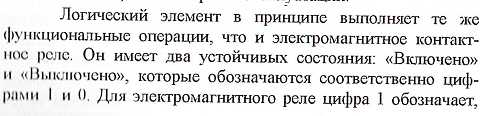 Логический элемент в принципе выполняет те же
функциональные операции, что и электромагнитное контакт-
ное реле. Он имеет два устойчивых состояния: «Включено»
и «Выключено», которые обозначаются соответственно циф-
рами 1 и 0. Для электромагнитного реле цифра 1 обозначает,